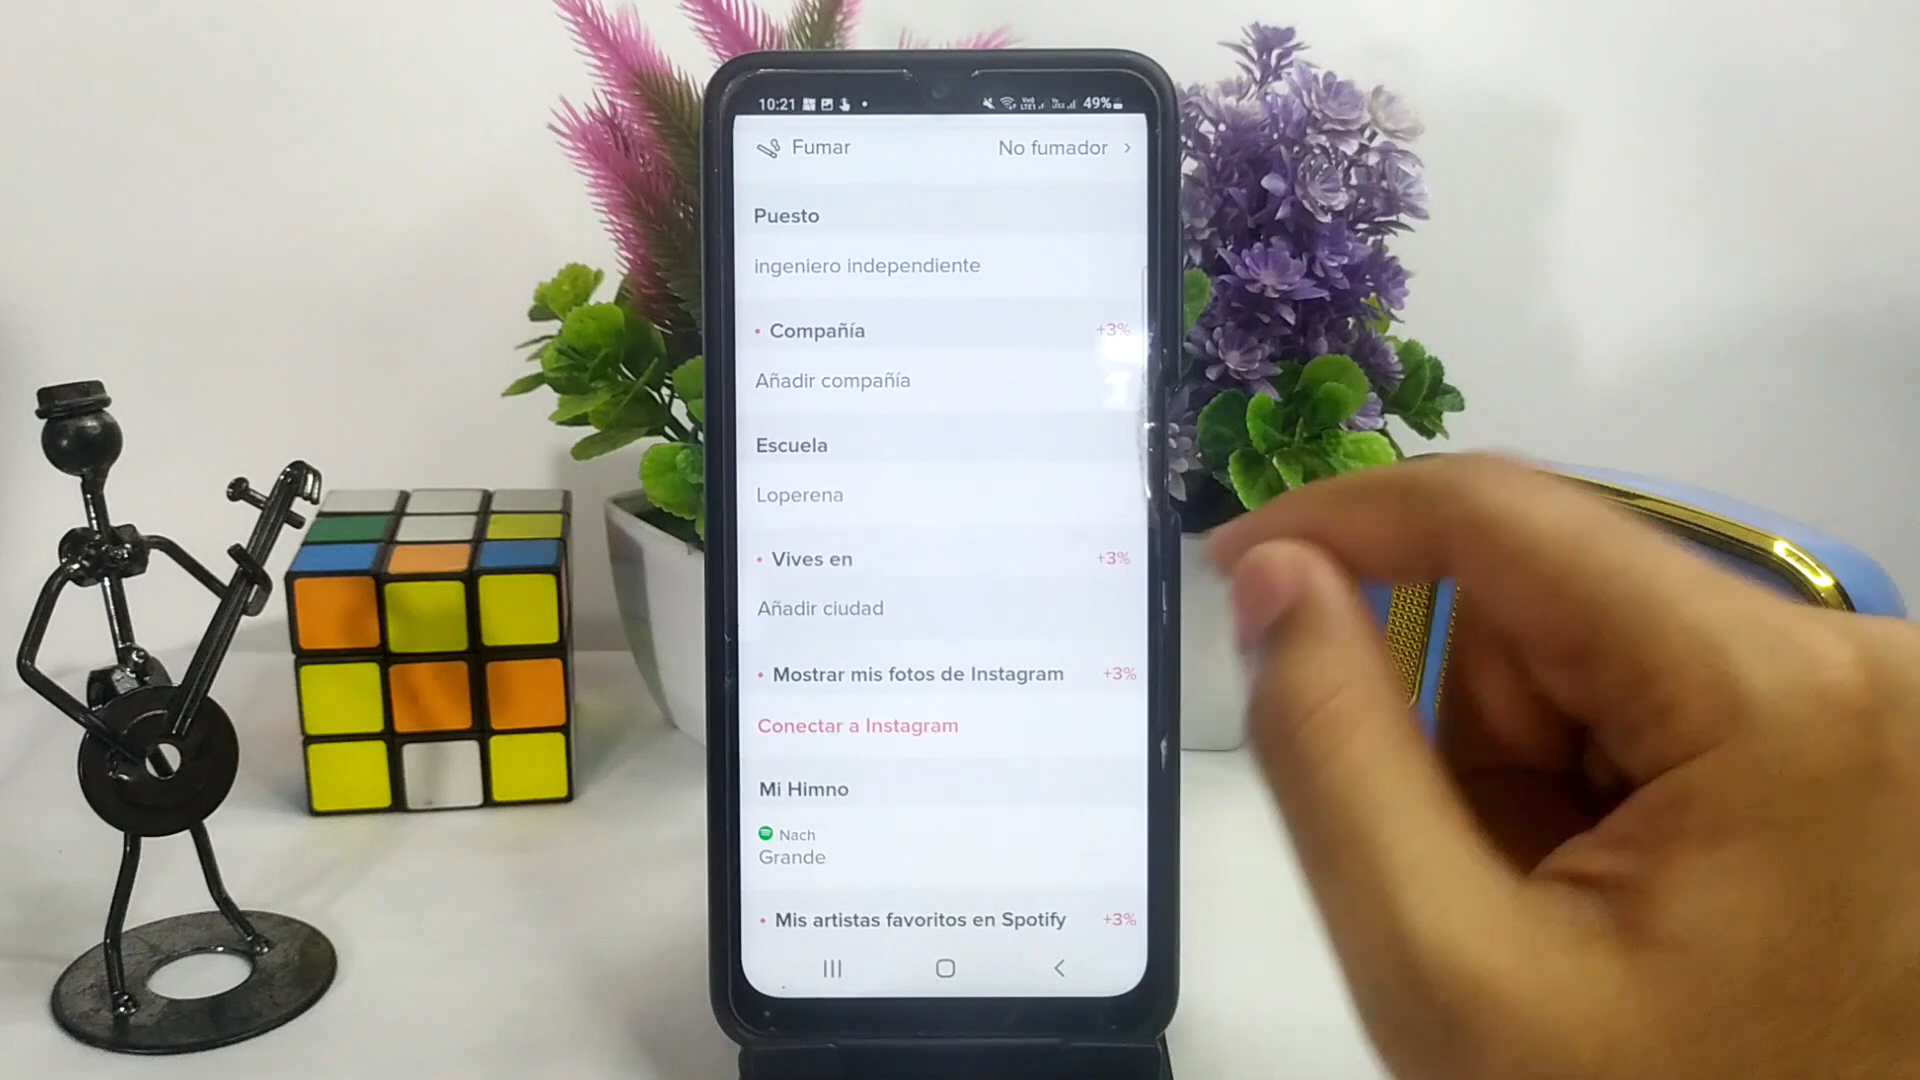 10:21
49%
Fumar No fumador
Puesto
ingeniero independiente
• Compañía +3%
Añadir compañía
Escuela
Loperena
• Vives en +3%
Añadir ciudad
• Mostrar mis fotos de Instagram +3%
Conectar a Instagram
Mi Himno
Nach
Grande
• Mis artistas favoritos en Spotify +3%